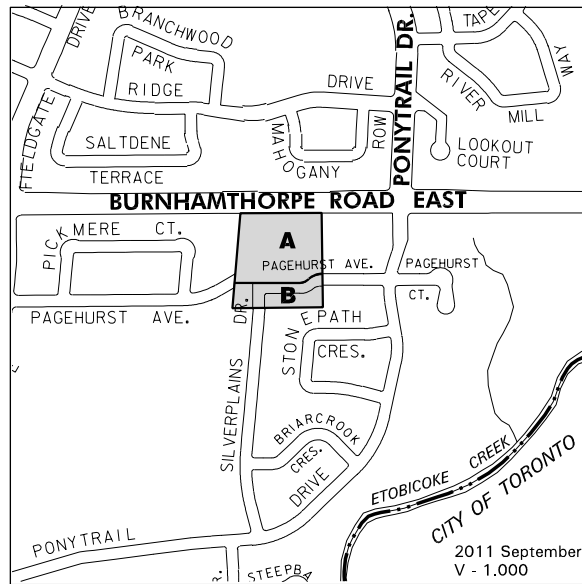 DRIVE
BRANCHWOOD
PARK
RIDGE
DRIVE
PONYTRAIL DR.
TAPE
WAY
RIVER
MILL
FIELDGATE
SALTDENE
TERRACE
MAHOGANY
ROW
LOOKOUT
COURT
BURNHAMTHORPE ROAD EAST
PICKMERE CT.
A
PAGEHURST AVE.
PAGEHURST
CT.
B
PAGEHURST AVE.
SILVERPLAINS DR.
STONEPATH
CRES.
BRIARCROOK
CRES.
DRIVE
PONYTRAIL
ETOBICOKE CREEK
CITY OF TORONTO
R.
STEEPBA
2011 September
V - 1.000